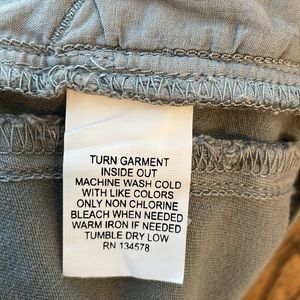 TURN GARMENT
INSIDE OUT
MACHINE WASH COLD
WITH LIKE COLORS
ONLY NON CHLORINE
BLEACH WHEN NEEDED
WARM IRON IF NEEDED
TUMBLE DRY LOW
RN 134578